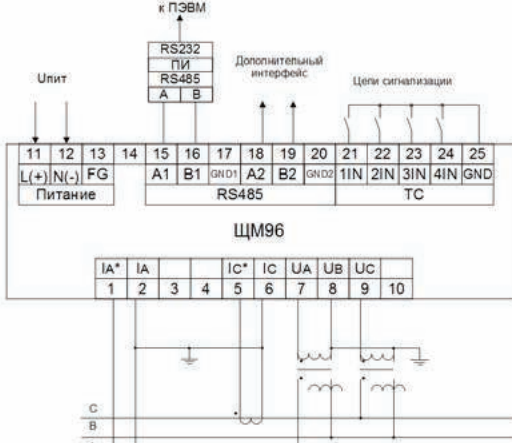 к ПЭВМ
RS232
ПИ
RS485
A B
Uпит
Дополнительный
интерфейс
Цепи сигнализации
11 12 13 14 15 16 17 18 19 20 21 22 23 24 25
L(+) N(-) FG A1 B1 GND1 A2 B2 GND2 1IN 2IN 3IN 4IN GND
Питание RS485 ТС
ЩМ96
IA* IA IC* IC UA UB UC
1 2 3 4 5 6 7 8 9 10
C
B